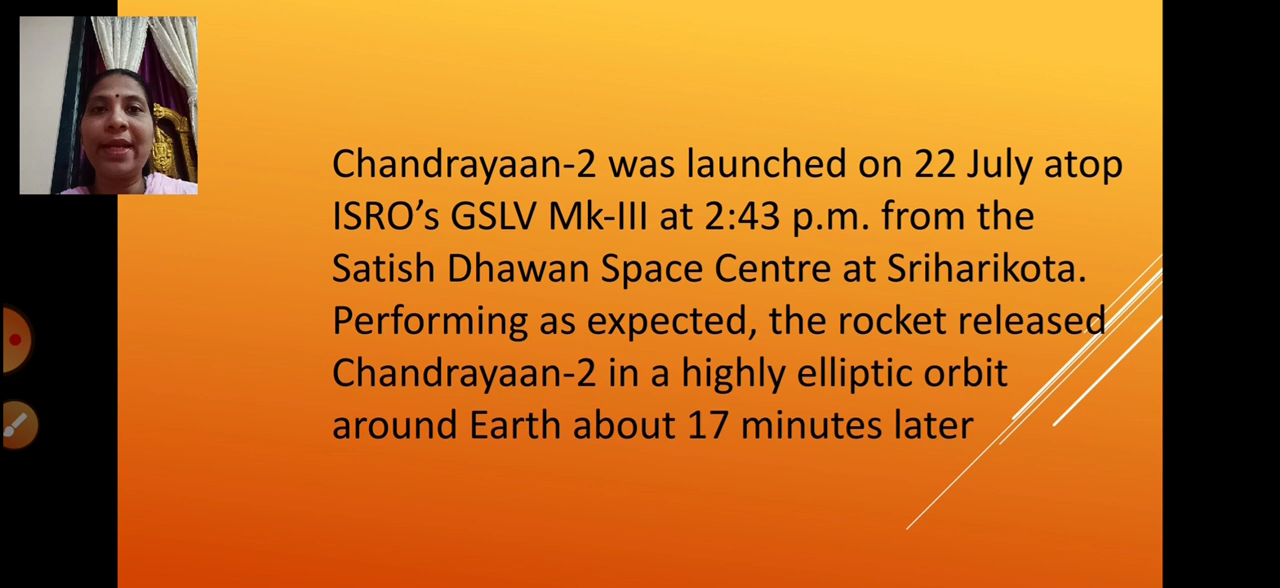 Chandrayaan-2 was launched on 22 July atop
ISRO’s GSLV Mk-III at 2:43 p.m. from the
Satish Dhawan Space Centre at Sriharikota.
Performing as expected, the rocket released
Chandrayaan-2 in a highly elliptic orbit
around Earth about 17 minutes later